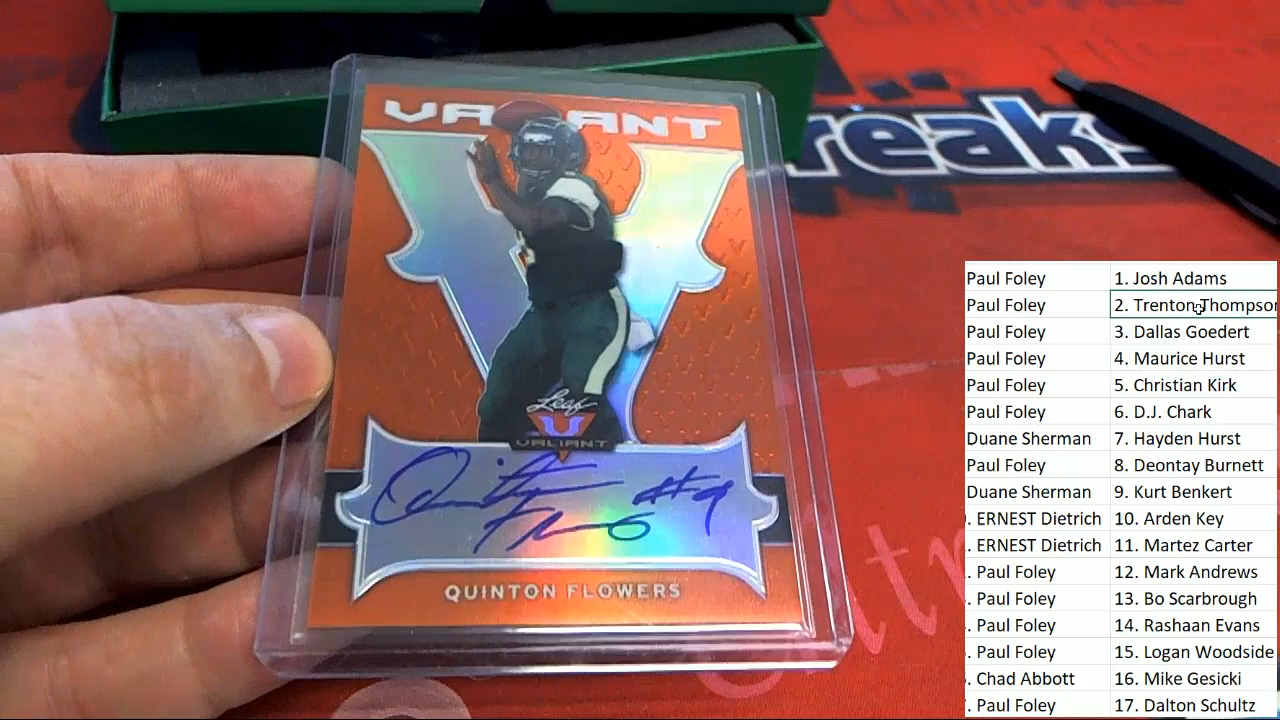 VALIANT
reaks
Leaf
VALIANT
Quinton Flowers #9
QUINTON FLOWERS
Paul Foley 1. Josh Adams
Paul Foley 2. Trenton Thompson
Paul Foley 3. Dallas Goedert
Paul Foley 4. Maurice Hurst
Paul Foley 5. Christian Kirk
Paul Foley 6. D.J. Chark
Duane Sherman 7. Hayden Hurst
Paul Foley 8. Deontay Burnett
Duane Sherman 9. Kurt Benkert
. ERNEST Dietrich 10. Arden Key
. ERNEST Dietrich 11. Martez Carter
. Paul Foley 12. Mark Andrews
. Paul Foley 13. Bo Scarbrough
. Paul Foley 14. Rashaan Evans
. Paul Foley 15. Logan Woodside
. Chad Abbott 16. Mike Gesicki
. Paul Foley 17. Dalton Schultz